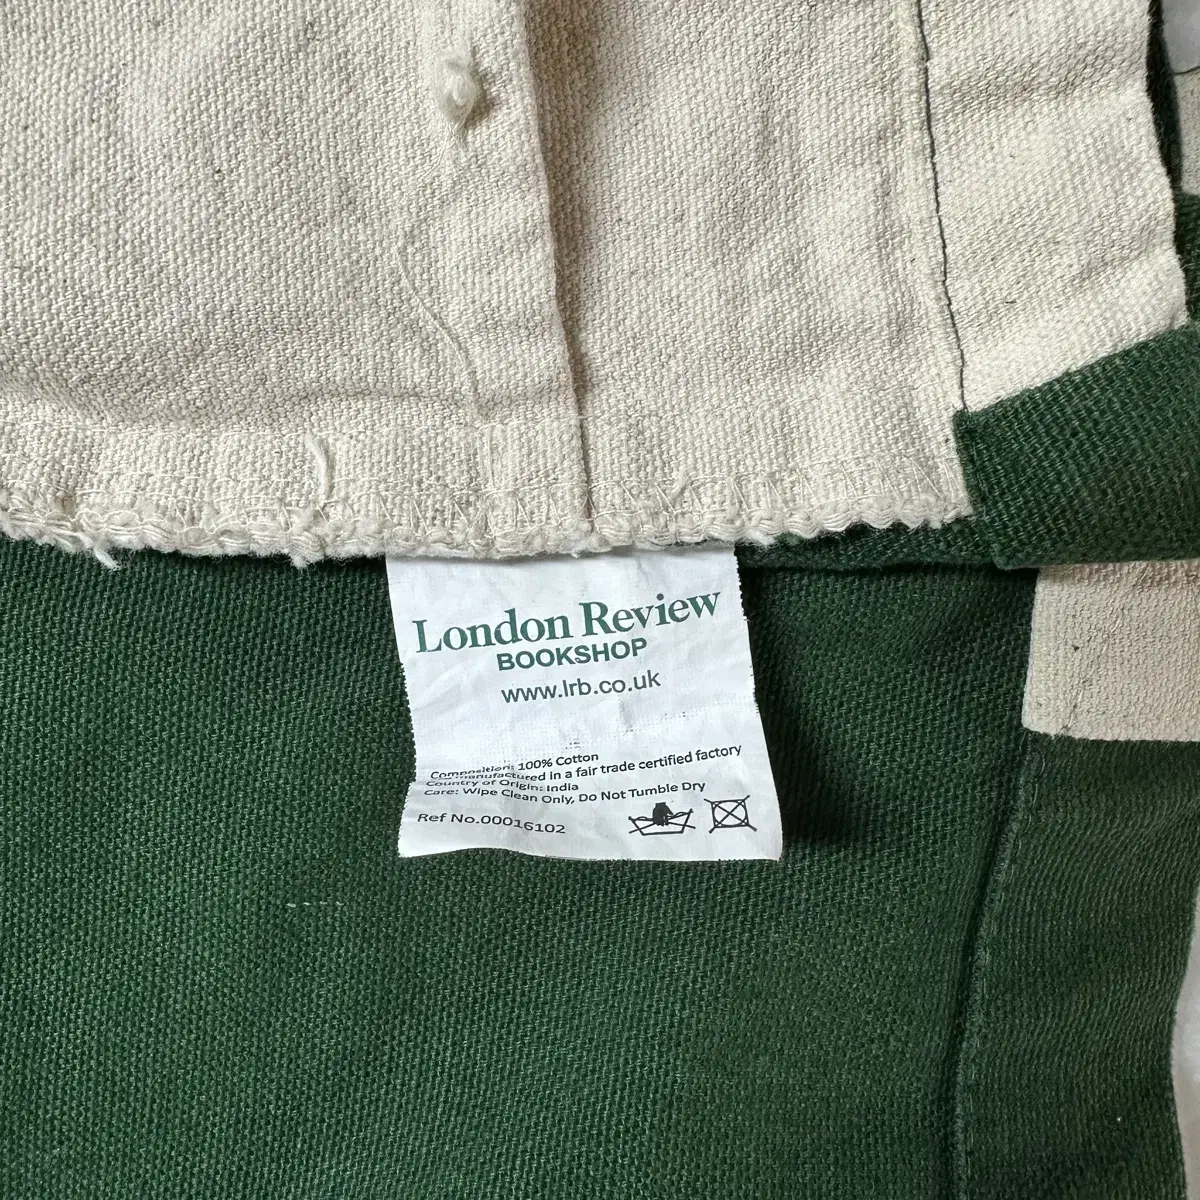 London Review
BOOKSHOP
www.lrb.co.uk
Composition: 100% Cotton
manufactured in a fair trade certified factory
Country of Origin: India
Care: Wipe Clean Only, Do Not Tumble Dry
Ref No.00016102